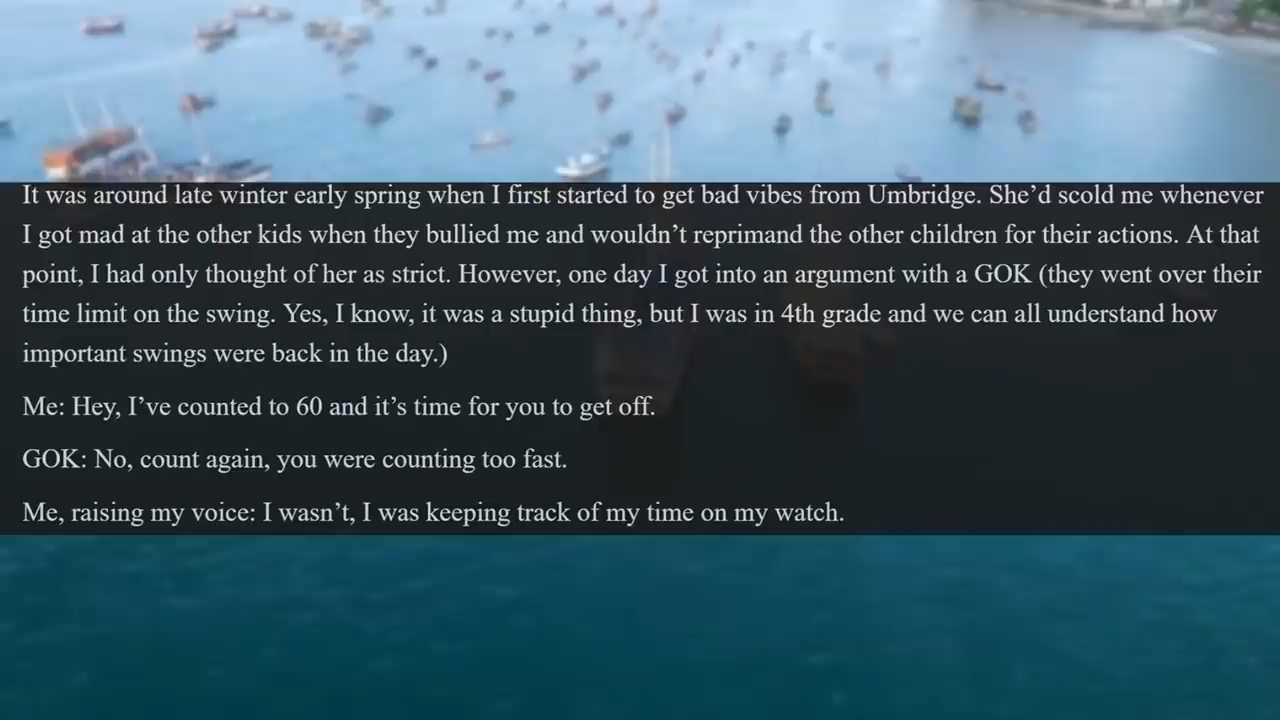 It was around late winter early spring when I first started to get bad vibes from Umbridge. She’d scold me whenever
I got mad at the other kids when they bullied me and wouldn’t reprimand the other children for their actions. At that
point, I had only thought of her as strict. However, one day I got into an argument with a GOK (they went over their
time limit on the swing. Yes, I know, it was a stupid thing, but I was in 4th grade and we can all understand how
important swings were back in the day.)
Me: Hey, I’ve counted to 60 and it’s time for you to get off.
GOK: No, count again, you were counting too fast.
Me, raising my voice: I wasn’t, I was keeping track of my time on my watch.